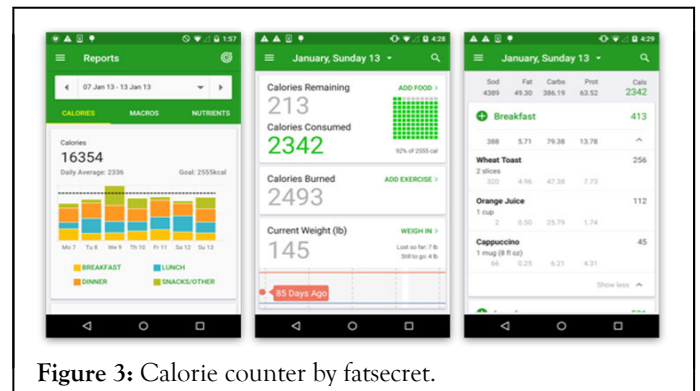 1:57
Reports
07 Jan 13 - 13 Jan 13
CALORIES MACROS NUTRIENTS
Calories
16354
Daily Average: 2336 Goal: 2555kcal
Mo 7 Tu 8 We 9 Th 10 Fr 11 Sa 12 Su 13
BREAKFAST LUNCH
DINNER SNACKS/OTHER
4:28
January, Sunday 13
Calories Remaining ADD FOOD >
213
Calories Consumed
2342
92% of 2555 cal
Calories Burned ADD EXERCISE >
2493
Current Weight (lb) WEIGH IN >
145
Lost so far: 7 lb
Still to go: 4 lb
85 Days Ago
4:29
January, Sunday 13
Sod Fat Carbs Prot Cals
4389 49.30 386.19 63.52 2342
Breakfast 413
388 5.71 79.38 13.78
Wheat Toast 256
2 slices
320 4.96 47.38 7.73
Orange Juice 112
1 cup
2 0.50 25.79 1.74
Cappuccino 45
1 mug (8 fl oz)
66 0.25 6.21 4.31
Show less
Figure 3: Calorie counter by fatsecret.